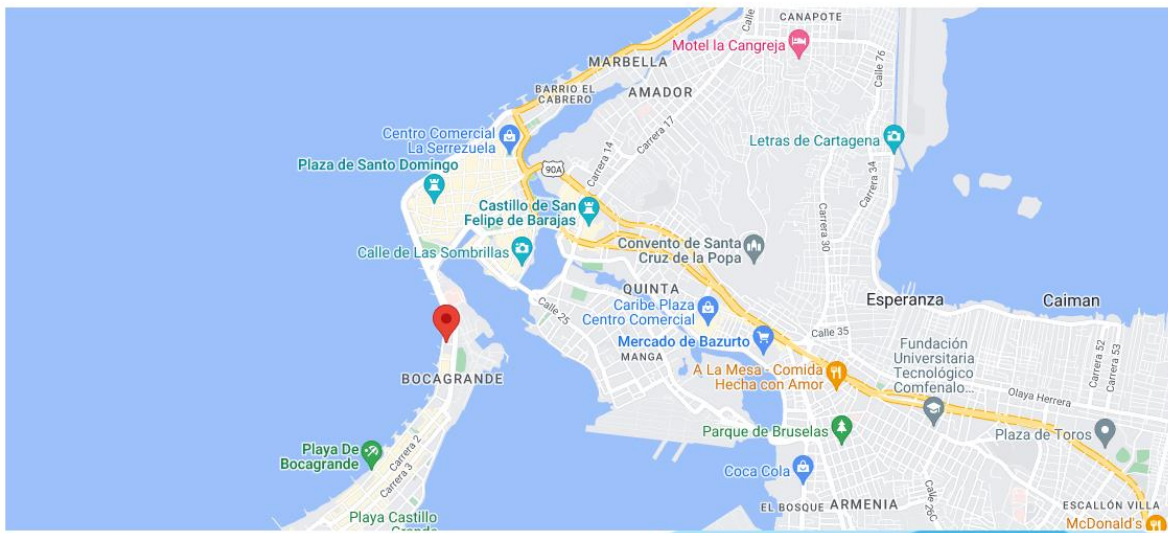 CANAPOTE
Calle
Motel la Cangreja
MARBELLA
Calle 76
BARRIO EL
CABRERO
AMADOR
Centro Comercial
La Serrezuela
Carrera 17
Letras de Cartagena
Plaza de Santo Domingo
90A
Carrera 14
Carrera 34
Castillo de San
Felipe de Barajas
Carrera 30
Convento de Santa
Cruz de la Popa
Calle de Las Sombrillas
QUINTA
Esperanza
Caiman
Calle 25
Caribe Plaza
Centro Comercial
Calle 35
Mercado de Bazurto
Fundación
Universitaria
Tecnológico
Comfenalo...
Carrera 52
Carrera 53
MANGA
A La Mesa - Comida
Hecha con Amor
BOCAGRANDE
Olaya Herrera
Parque de Bruselas
Plaza de Toros
Playa De
Bocagrande
Carrera 2
Carrera 3
Coca Cola
EL BOSQUE
ARMENIA
Calle 26C
ESCALLÓN VILLA
Playa Castillo
McDonald's